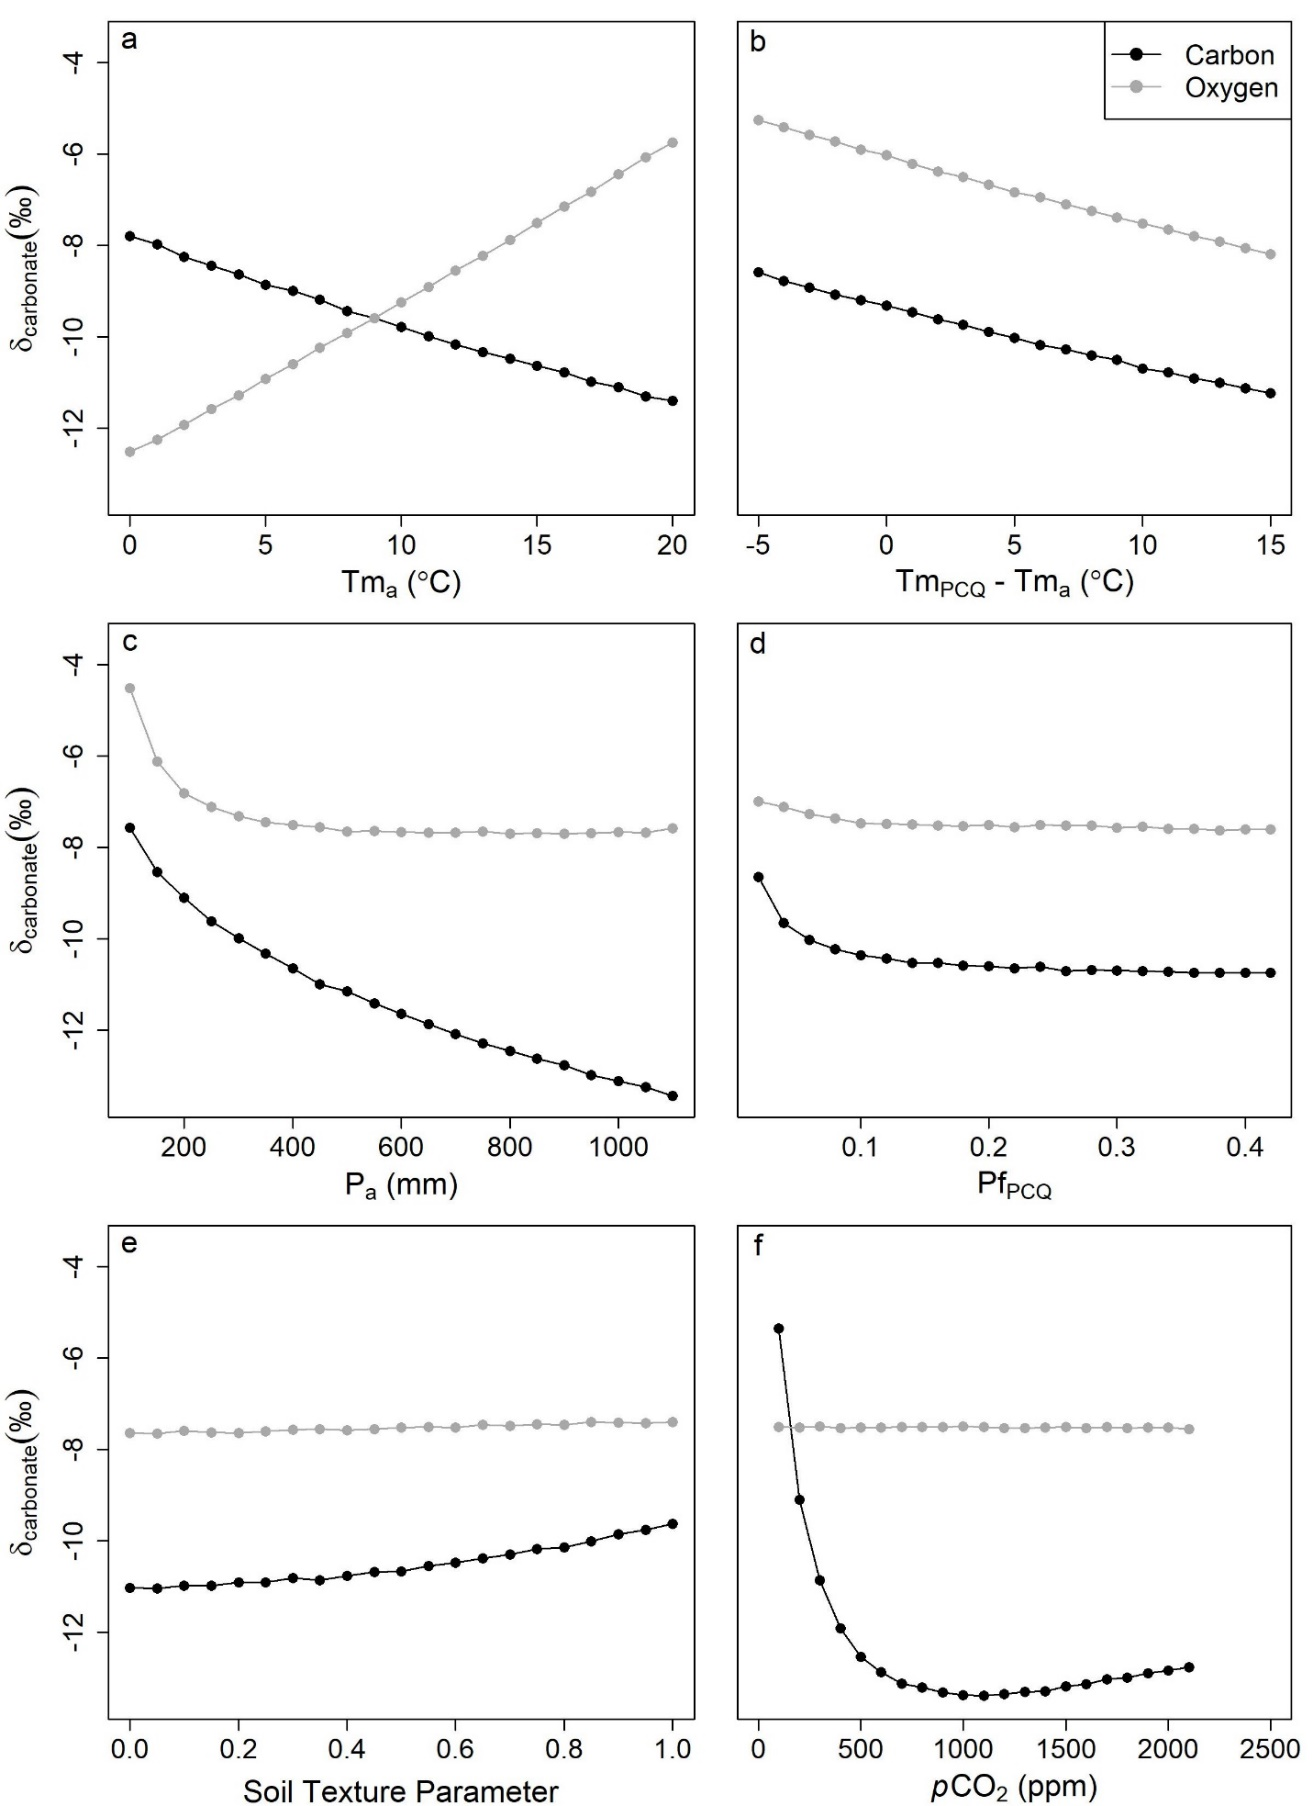 a
-4
-6
-8
-10
-12
δcarbonate(‰)
0 5 10 15 20
Tma (°C)
b
Carbon
Oxygen
-5 0 5 10 15
TmPCQ - Tma (°C)
c
-4
-6
-8
-10
-12
δcarbonate(‰)
200 400 600 800 1000
Pa (mm)
d
0.1 0.2 0.3 0.4
PfPCQ
e
-4
-6
-8
-10
-12
δcarbonate(‰)
0.0 0.2 0.4 0.6 0.8 1.0
Soil Texture Parameter
f
0 500 1000 1500 2000 2500
pCO2 (ppm)